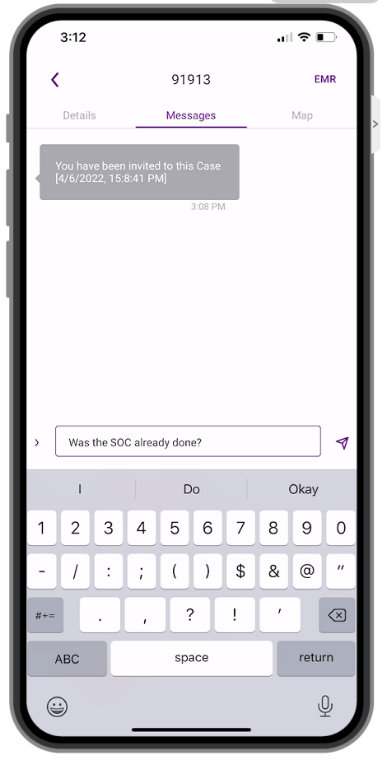 3:12
91913
EMR
Details Messages Map
You have been invited to this Case
[4/6/2022, 15:8:41 PM]
3:08 PM
Was the SOC already done?
I Do Okay
1 2 3 4 5 6 7 8 9 0
- / : ; ( ) $ & @ "
#+= . , ? ! ’
ABC space return